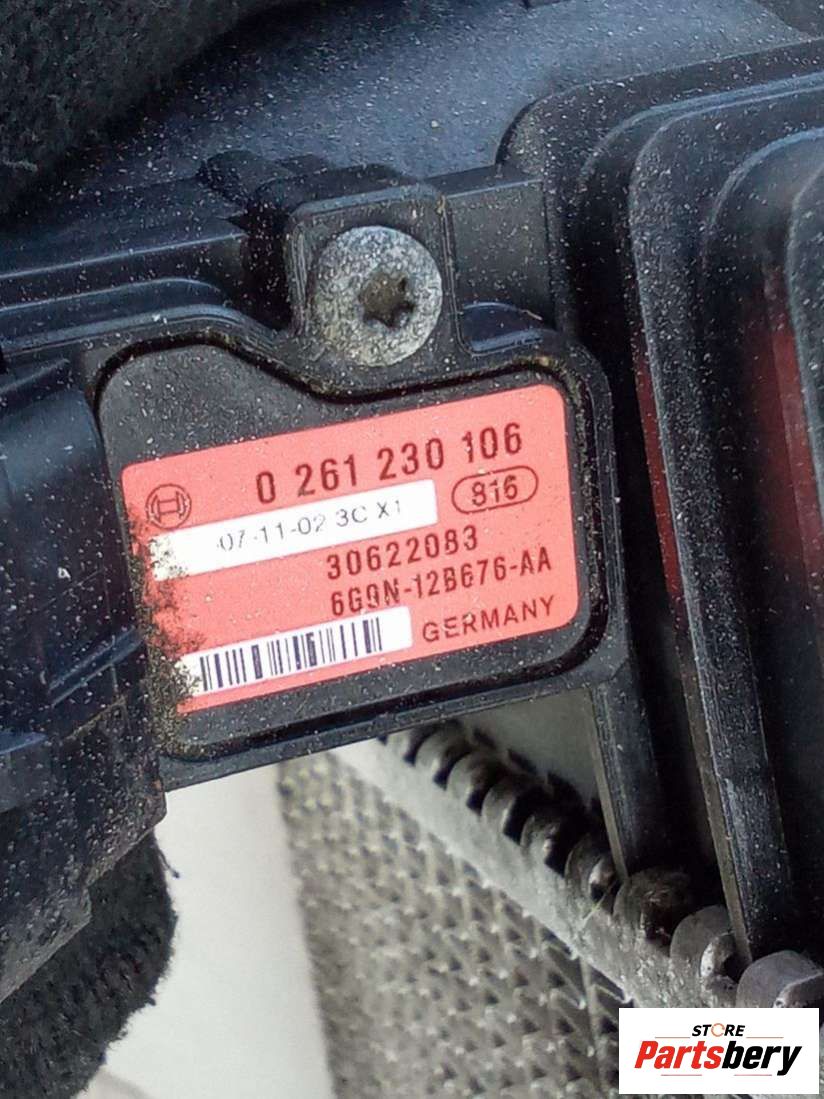 0 261 230 106
816
07-11-02 3C X1
30622083
6G9N-12B676-AA
GERMANY
STORE
Partsbery